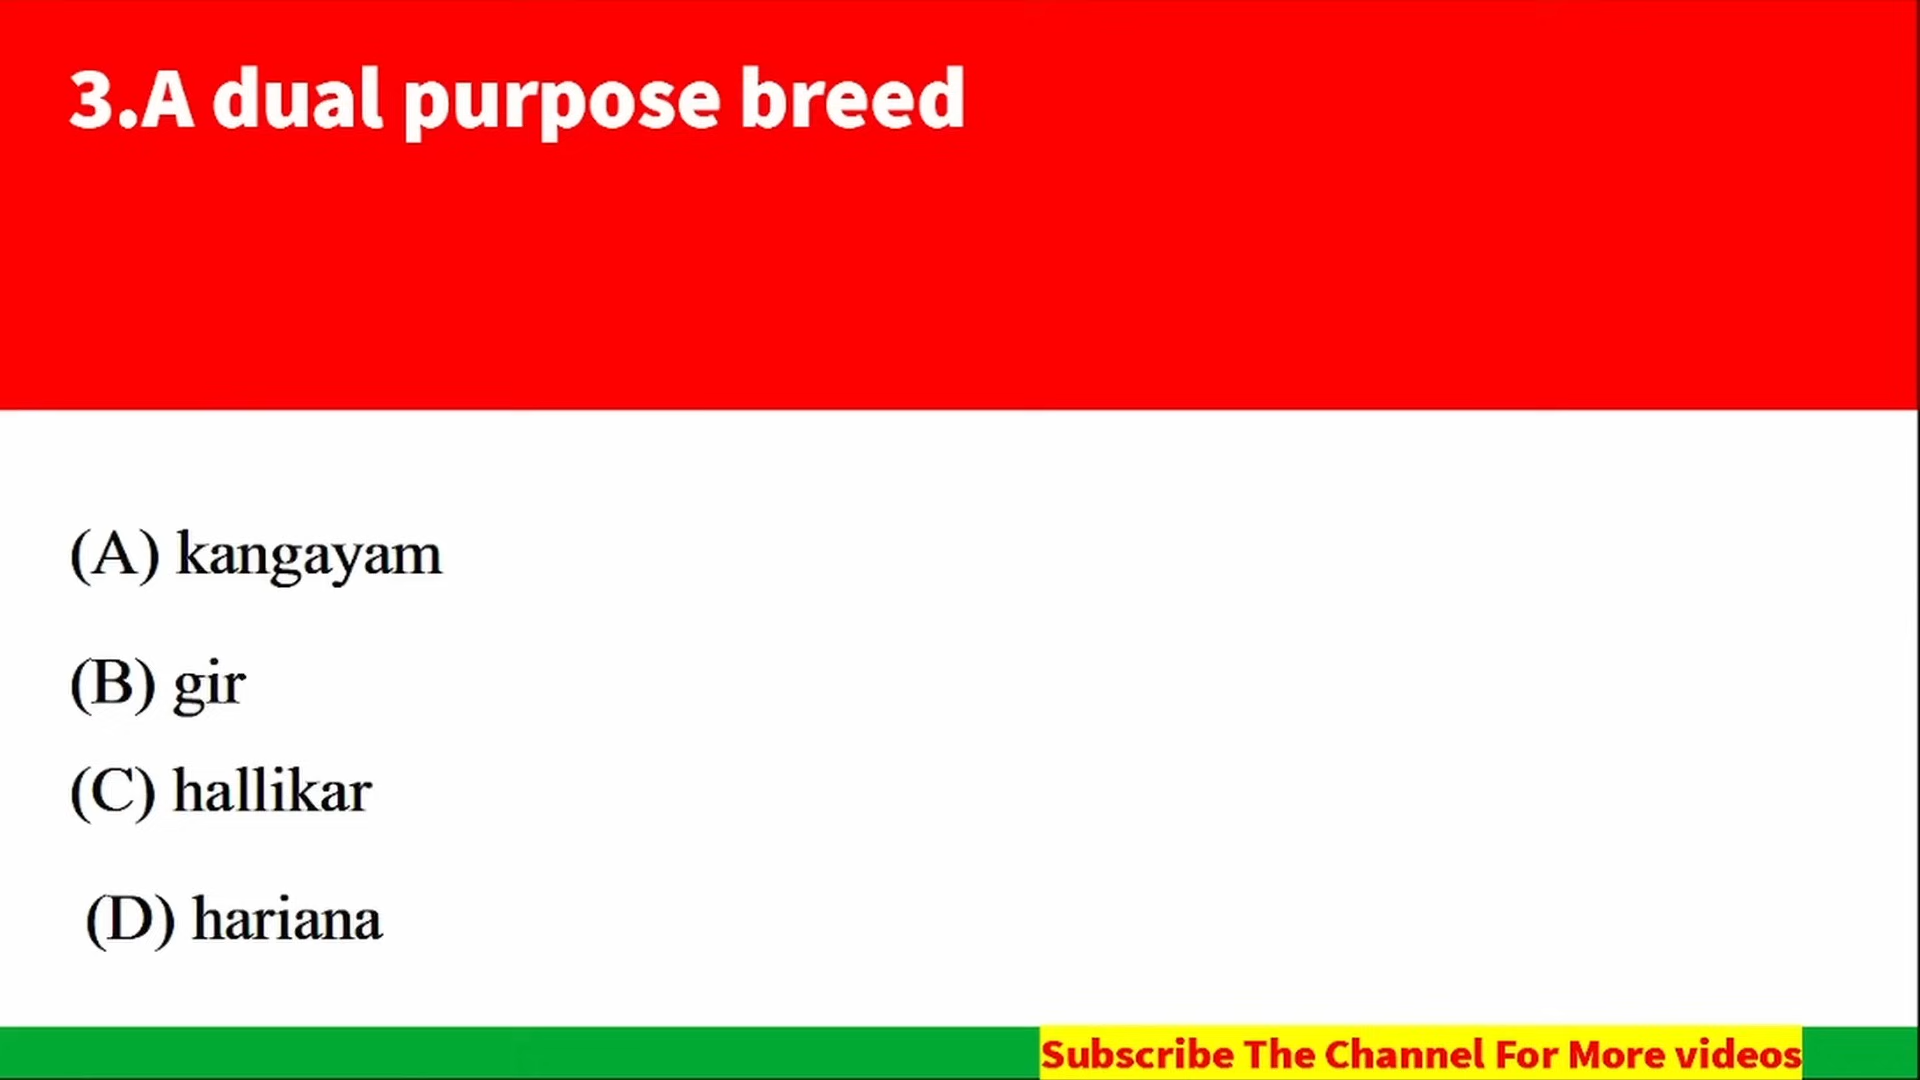 3.A dual purpose breed
(A) kangayam
(B) gir
(C) hallikar
(D) hariana
Subscribe The Channel For More videos